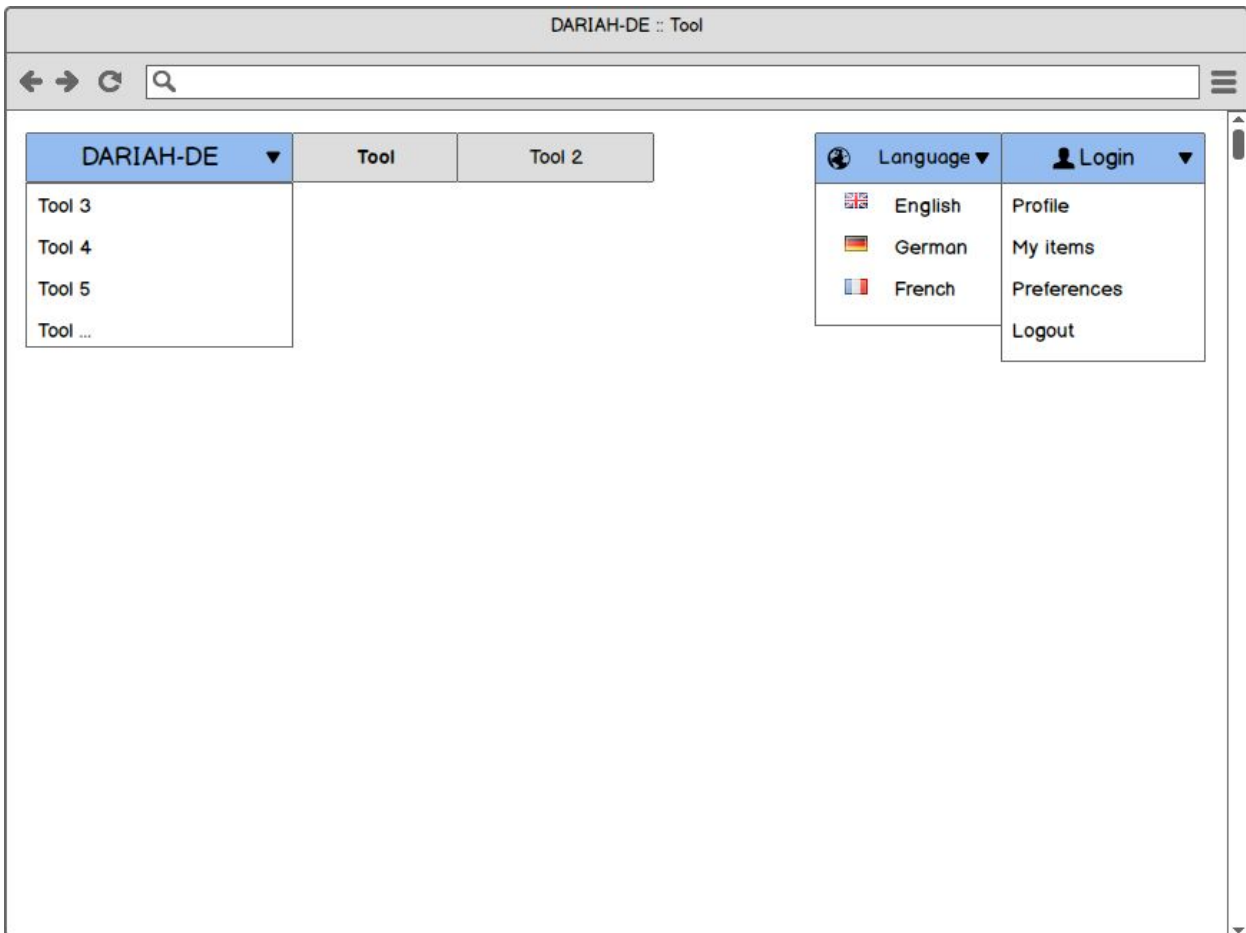 DARIAH-DE :: Tool
DARIAH-DE Tool Tool 2 Language Login
Tool 3
Tool 4
Tool 5
Tool ...
English
German
French
Profile
My items
Preferences
Logout